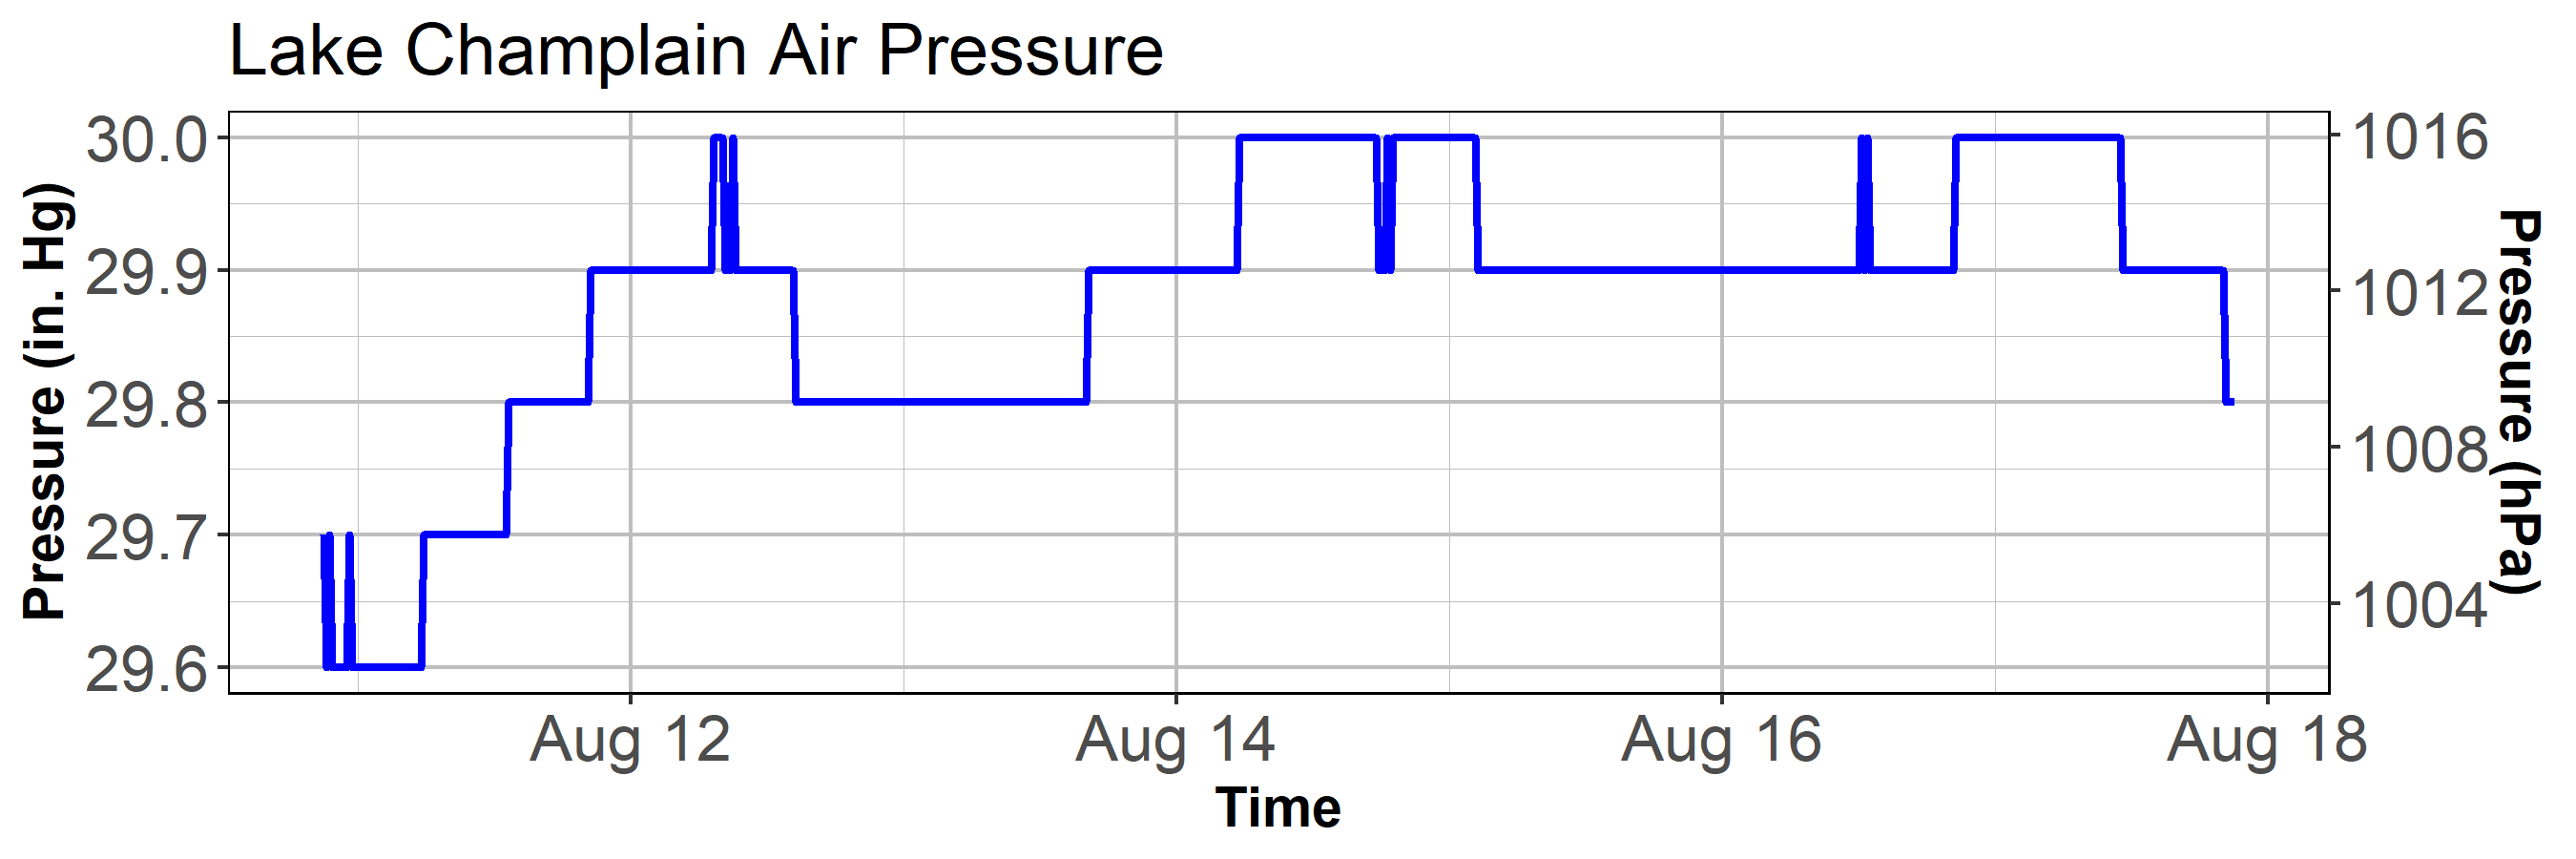 Lake Champlain Air Pressure
Pressure (in. Hg)
30.0
29.9
29.8
29.7
29.6
1016
1012
1008
1004
Pressure (hPa)
Aug 12
Aug 14
Aug 16
Aug 18
Time